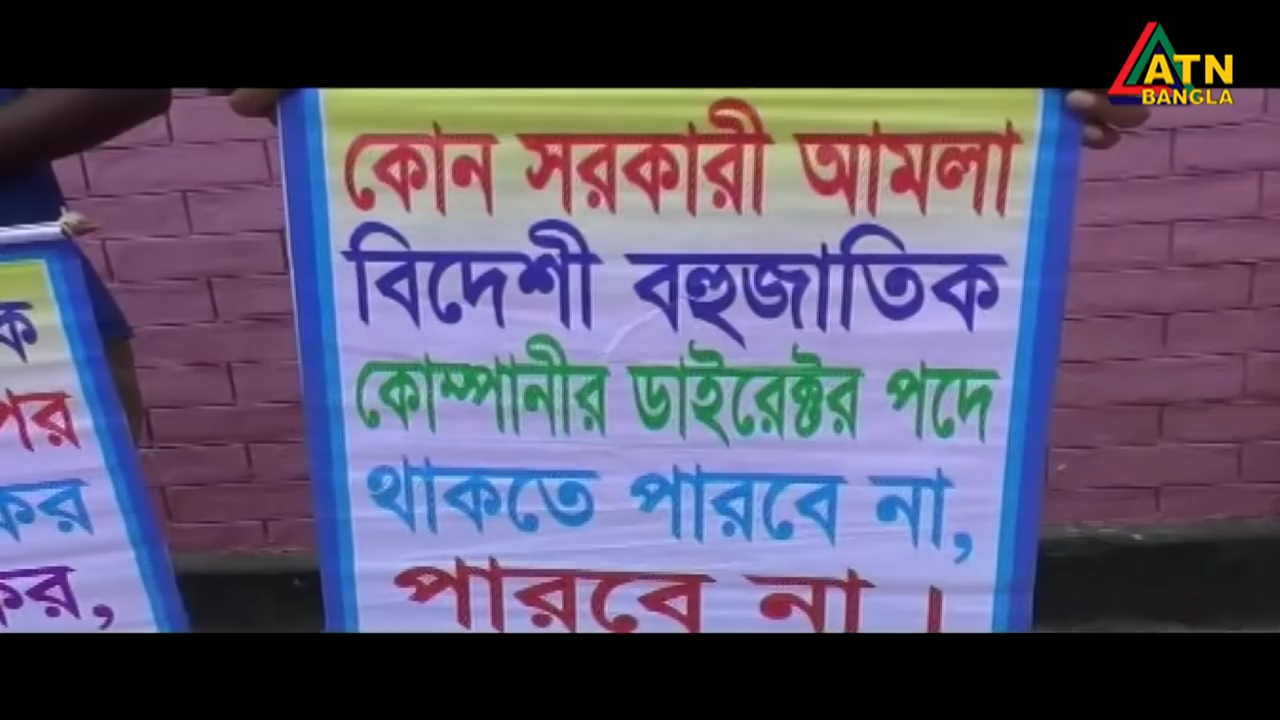 ATN
BANGLA
কোন সরকারী আমলা
বিদেশী বহুজাতিক
কোম্পানীর ডাইরেক্টর পদে
থাকতে পারবে না,
পারবে না ।